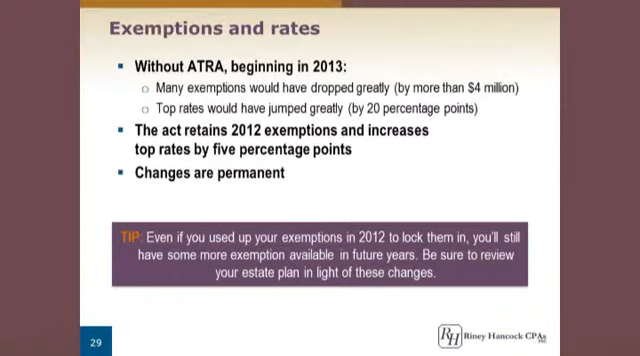 Exemptions and rates
Without ATRA, beginning in 2013:
Many exemptions would have dropped greatly (by more than $4 million)
Top rates would have jumped greatly (by 20 percentage points)
The act retains 2012 exemptions and increases
top rates by five percentage points
Changes are permanent
TIP: Even if you used up your exemptions in 2012 to lock them in, you'll still
have some more exemption available in future years. Be sure to review
your estate plan in light of these changes.
29
RH Riney Hancock CPAs